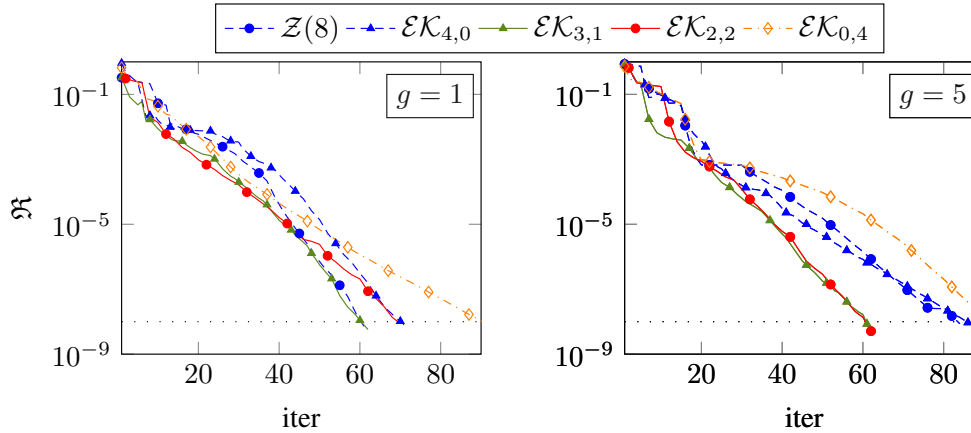 𝒵(8) ℰ𝒦₄,₀ ℰ𝒦₃,₁ ℰ𝒦₂,₂ ℰ𝒦₀,₄
g = 1
10⁻¹
10⁻⁵
10⁻⁹
ℜ
20 40 60 80
iter
g = 5
10⁻¹
10⁻⁵
10⁻⁹
20 40 60 80
iter